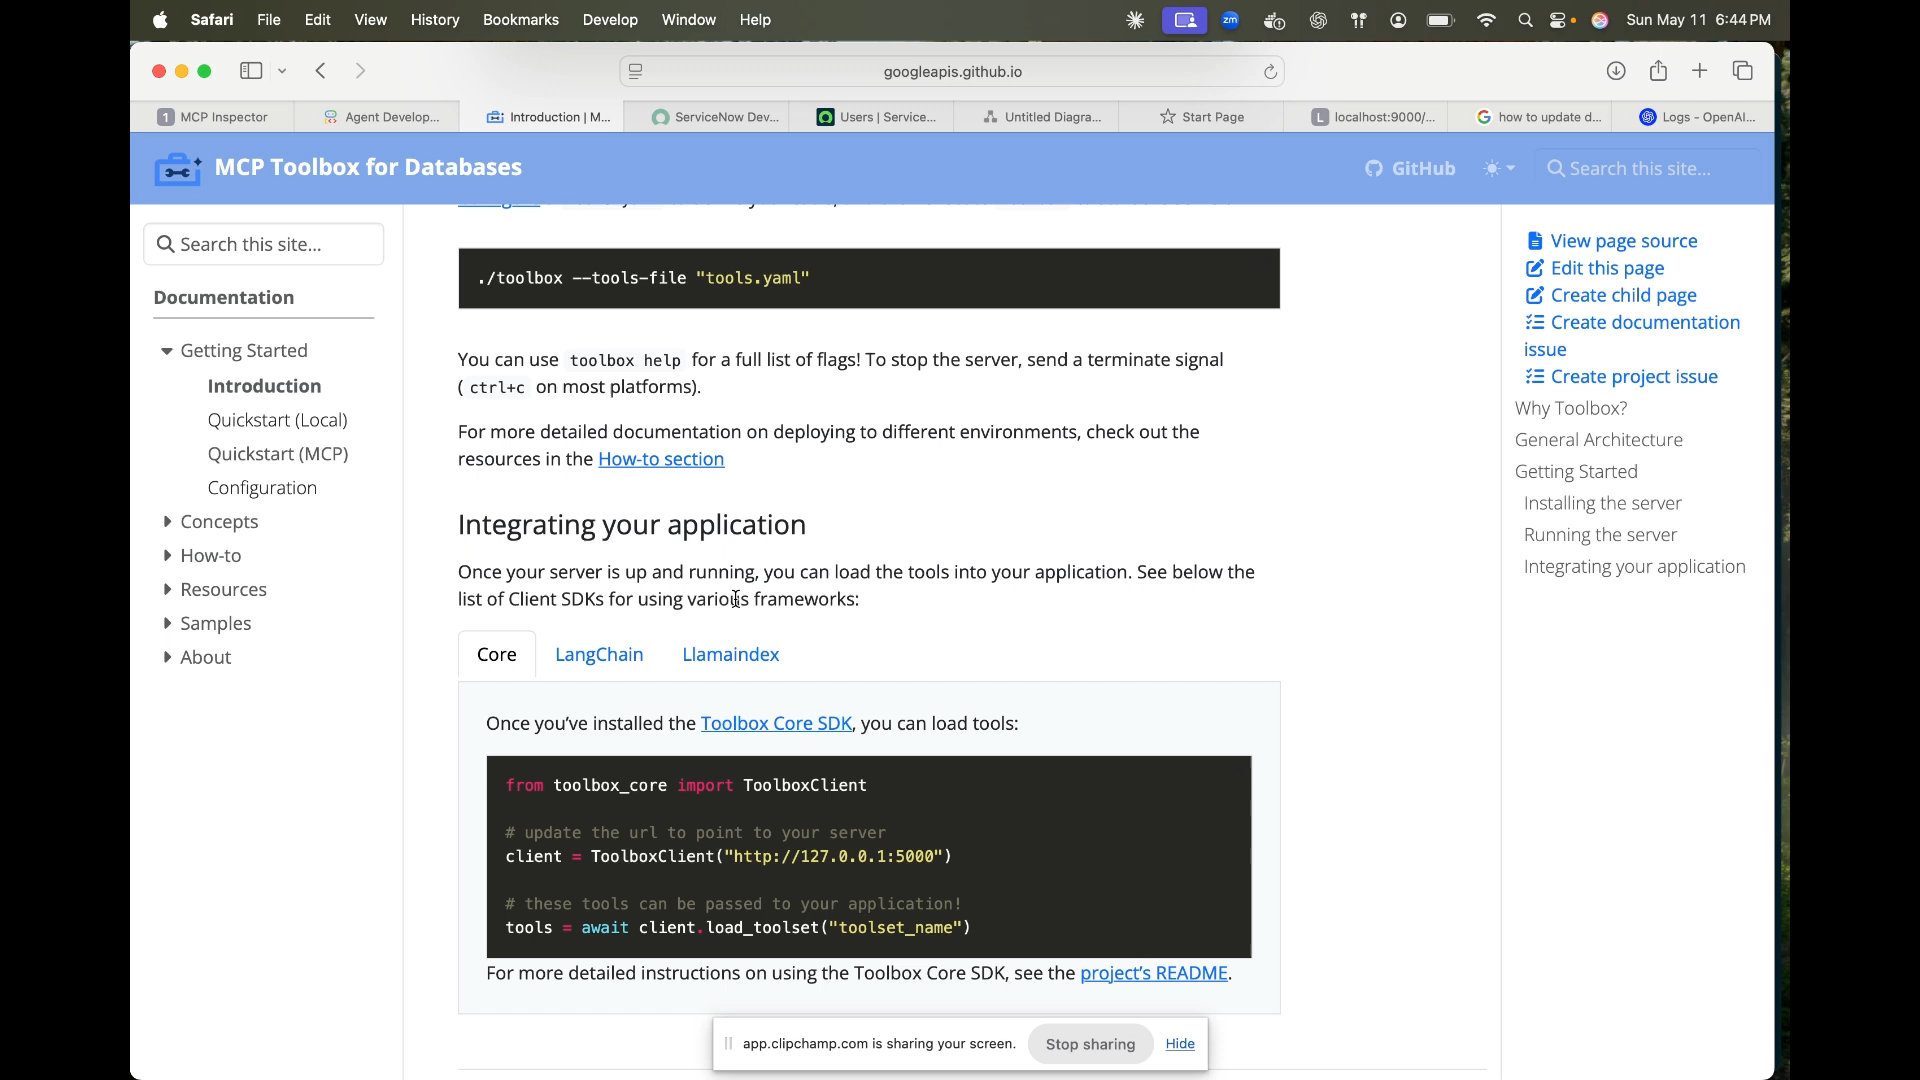 Safari File Edit View History Bookmarks Develop Window Help
zm
Sun May 11 6:44 PM
googleapis.github.io
1 MCP Inspector
Agent Develop...
Introduction | M...
ServiceNow Dev...
Users | Service...
Untitled Diagra...
Start Page
L localhost:9000/...
how to update d...
Logs - OpenAI...
MCP Toolbox for Databases
GitHub
Search this site...
Search this site...
Documentation
Getting Started
Introduction
Quickstart (Local)
Quickstart (MCP)
Configuration
Concepts
How-to
Resources
Samples
About
./toolbox --tools-file "tools.yaml"
You can use toolbox help for a full list of flags! To stop the server, send a terminate signal
( ctrl+c on most platforms).
For more detailed documentation on deploying to different environments, check out the
resources in the How-to section
Integrating your application
Once your server is up and running, you can load the tools into your application. See below the
list of Client SDKs for using various frameworks:
Core LangChain Llamaindex
Once you've installed the Toolbox Core SDK, you can load tools:
from toolbox_core import ToolboxClient
# update the url to point to your server
client = ToolboxClient("http://127.0.0.1:5000")
# these tools can be passed to your application!
tools = await client.load_toolset("toolset_name")
For more detailed instructions on using the Toolbox Core SDK, see the project's README.
View page source
Edit this page
Create child page
Create documentation
issue
Create project issue
Why Toolbox?
General Architecture
Getting Started
Installing the server
Running the server
Integrating your application
app.clipchamp.com is sharing your screen.
Stop sharing
Hide